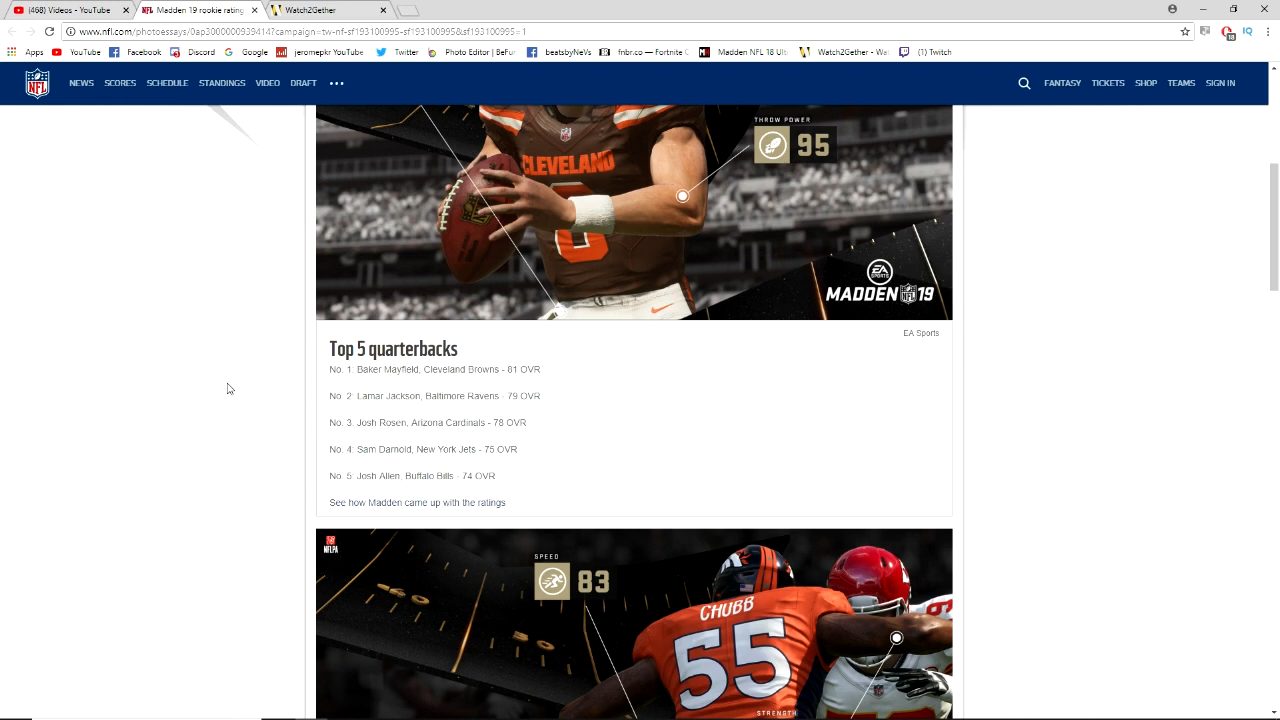 (468) Videos - YouTube
Madden 19 rookie rating
Watch2Gether
www.nfl.com/photoessays/0ap3000000939414?campaign=tw-nf-sf193100995-sf193100995&sf193100995=1
Apps YouTube Facebook Discord Google jeromepkr YouTube Twitter Photo Editor | BeFun beatsbyNeVs fnbr.co — Fortnite C Madden NFL 18 Ulti Watch2Gether - Wa (1) Twitch
NFL NEWS SCORES SCHEDULE STANDINGS VIDEO DRAFT ••• FANTASY TICKETS SHOP TEAMS SIGN IN
THROW POWER
95
CLEVELAND
6
EA SPORTS
MADDEN NFL 19
EA Sports
Top 5 quarterbacks
No. 1: Baker Mayfield, Cleveland Browns - 81 OVR
No. 2: Lamar Jackson, Baltimore Ravens - 79 OVR
No. 3: Josh Rosen, Arizona Cardinals - 78 OVR
No. 4: Sam Darnold, New York Jets - 75 OVR
No. 5: Josh Allen, Buffalo Bills - 74 OVR
See how Madden came up with the ratings
NFLPA
SPEED
83
CHUBB
55
STRENGTH